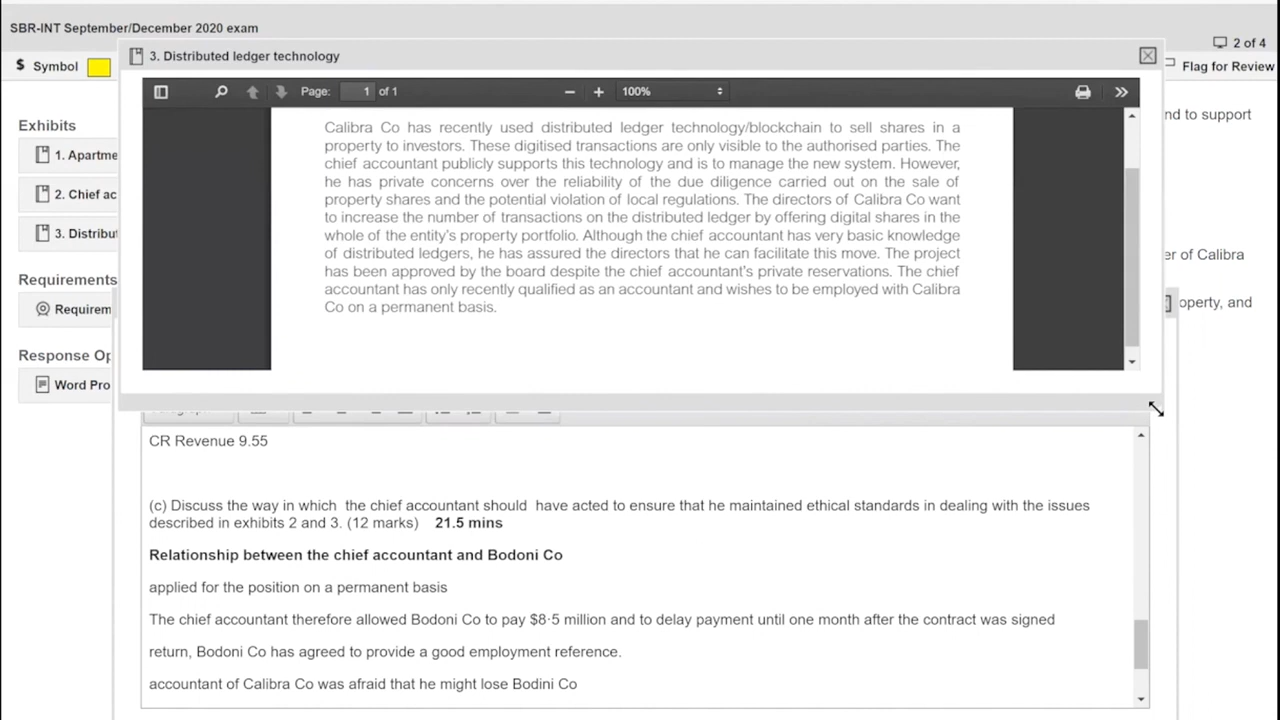 SBR-INT September/December 2020 exam
2 of 4
$ Symbol
Flag for Review
3. Distributed ledger technology
Page: 1 of 1
100%
Exhibits
1. Apartme
2. Chief ac
3. Distribut
Requirements
Requirem
Response Op
Word Pro
nd to support
er of Calibra
operty, and
Calibra Co has recently used distributed ledger technology/blockchain to sell shares in a
property to investors. These digitised transactions are only visible to the authorised parties. The
chief accountant publicly supports this technology and is to manage the new system. However,
he has private concerns over the reliability of the due diligence carried out on the sale of
property shares and the potential violation of local regulations. The directors of Calibra Co want
to increase the number of transactions on the distributed ledger by offering digital shares in the
whole of the entity's property portfolio. Although the chief accountant has very basic knowledge
of distributed ledgers, he has assured the directors that he can facilitate this move. The project
has been approved by the board despite the chief accountant's private reservations. The chief
accountant has only recently qualified as an accountant and wishes to be employed with Calibra
Co on a permanent basis.
CR Revenue 9.55
(c) Discuss the way in which the chief accountant should have acted to ensure that he maintained ethical standards in dealing with the issues
described in exhibits 2 and 3. (12 marks) 21.5 mins
Relationship between the chief accountant and Bodoni Co
applied for the position on a permanent basis
The chief accountant therefore allowed Bodoni Co to pay $8·5 million and to delay payment until one month after the contract was signed
return, Bodoni Co has agreed to provide a good employment reference.
accountant of Calibra Co was afraid that he might lose Bodini Co